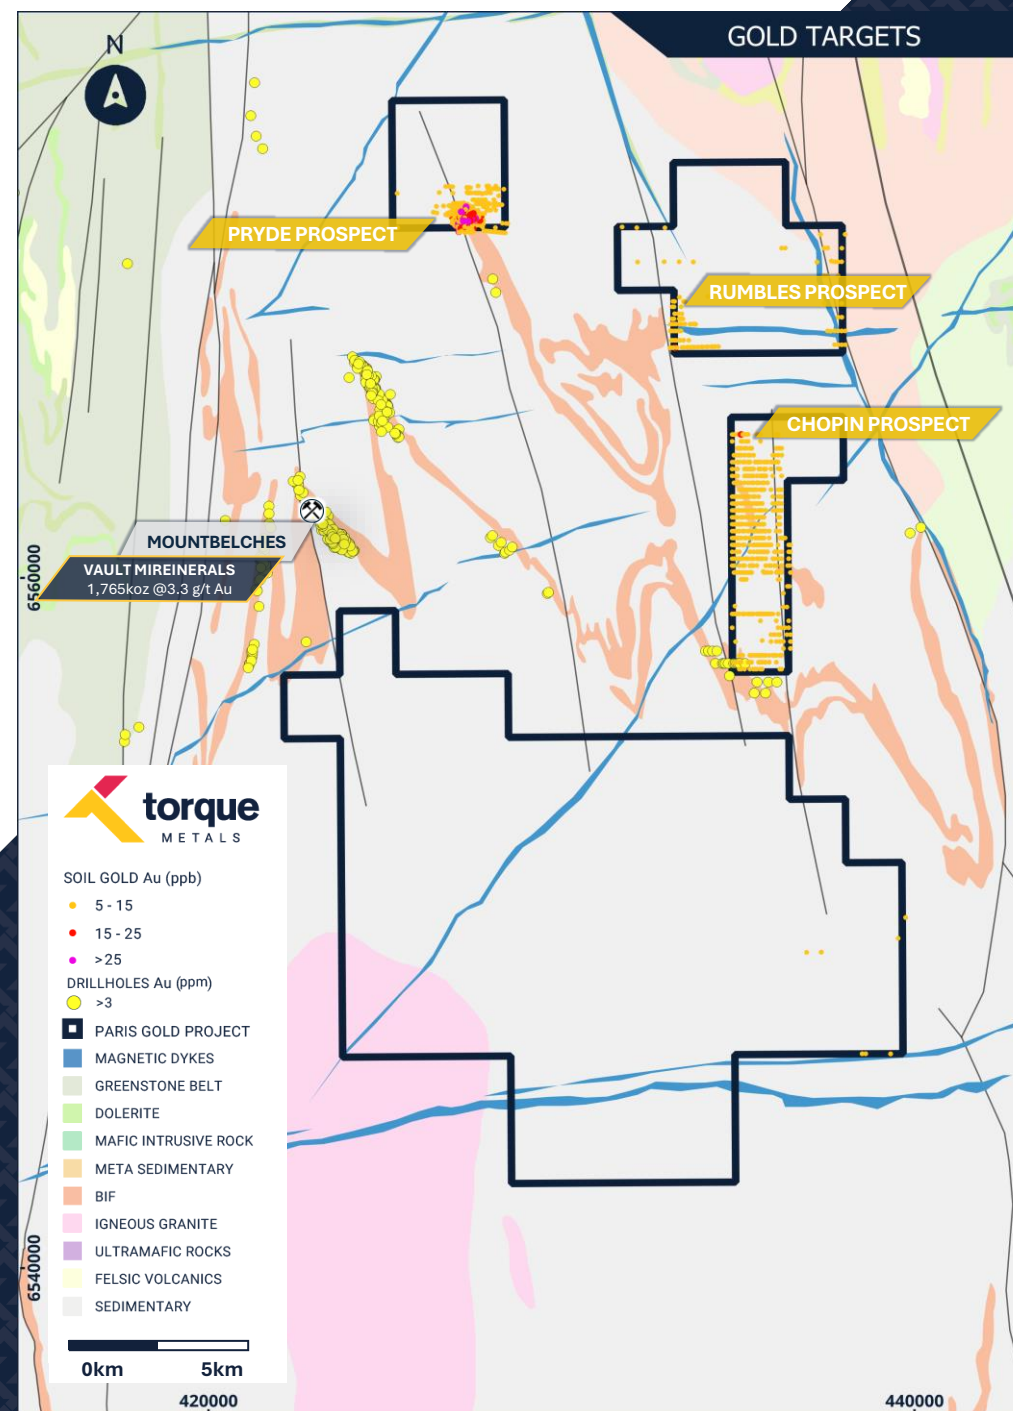 GOLD TARGETS
N
PRYDE PROSPECT
RUMBLES PROSPECT
CHOPIN PROSPECT
MOUNTBELCHES
VAULT MIREINERALS
1,765koz @3.3 g/t Au
6560000
torque
METALS
SOIL GOLD Au (ppb)
5 - 15
15 - 25
>25
DRILLHOLES Au (ppm)
>3
PARIS GOLD PROJECT
MAGNETIC DYKES
GREENSTONE BELT
DOLERITE
MAFIC INTRUSIVE ROCK
META SEDIMENTARY
BIF
IGNEOUS GRANITE
ULTRAMAFIC ROCKS
FELSIC VOLCANICS
SEDIMENTARY
6540000
0km 5km
420000 440000